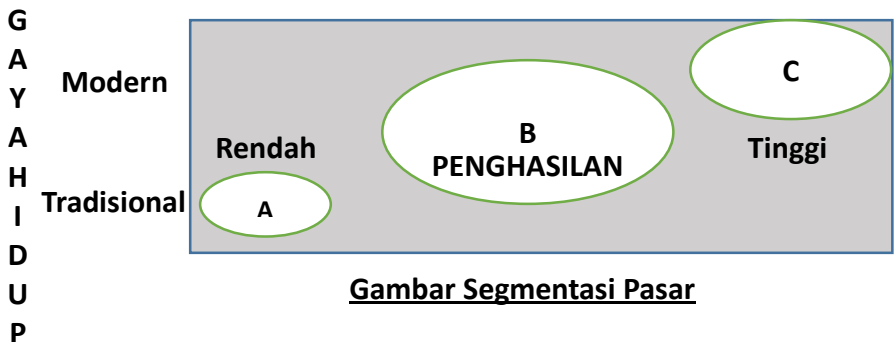 G
A
Y
A
H
I
D
U
P
Modern
Tradisional
Rendah
A
B
PENGHASILAN
C
Tinggi
Gambar Segmentasi Pasar